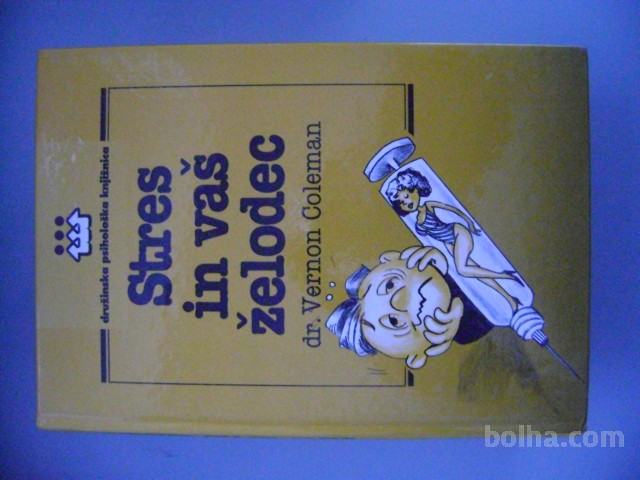 družinska psihološka knjižnica
Stres
in vaš
želodec
dr. Vernon Coleman
bolha.com